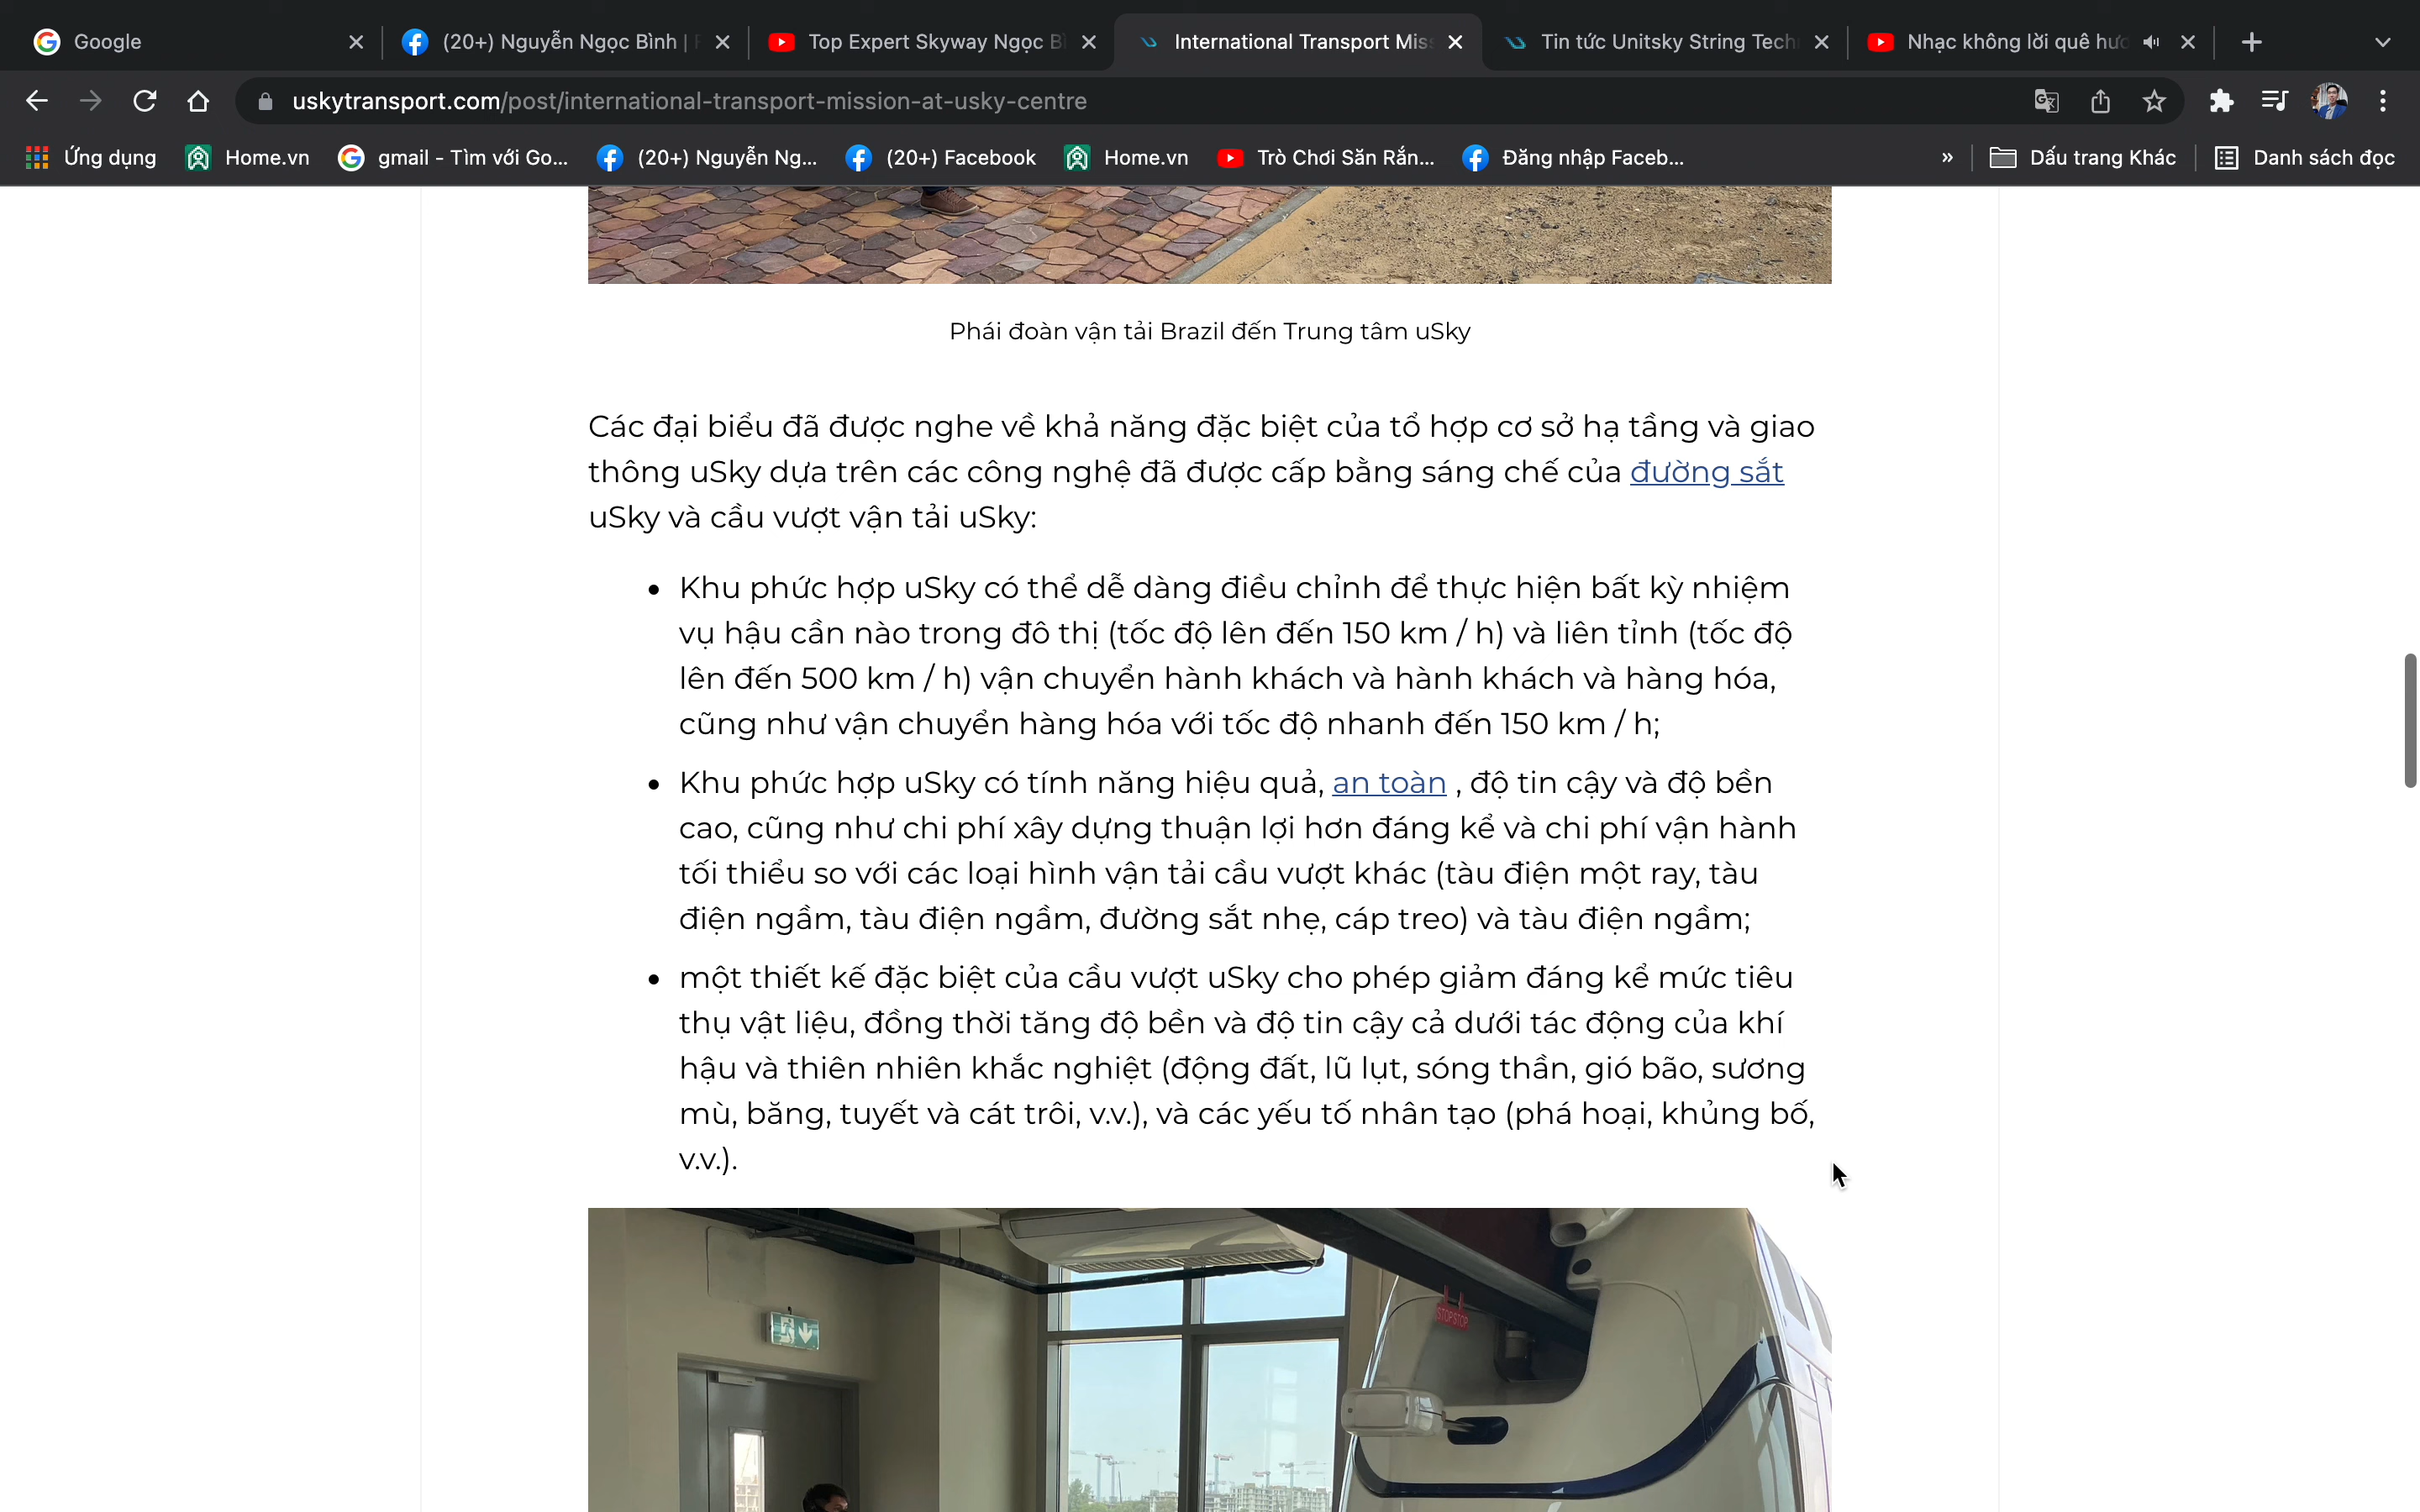 Google
(20+) Nguyễn Ngọc Bình |
Top Expert Skyway Ngọc
International Transport
Tin tức Unitsky String
Nhạc không lời quê
uskytransport.com/post/international-transport-mission-at-usky-centre
Ứng dụng
Home.vn
gmail - Tìm với Go...
(20+) Nguyễn Ng...
(20+) Facebook
Home.vn
Trò Chơi Săn Rắn...
Đăng nhập Faceb...
»
Dấu trang Khác
Danh sách đọc
Phái đoàn vận tải Brazil đến Trung tâm uSky
Các đại biểu đã được nghe về khả năng đặc biệt của tổ hợp cơ sở hạ tầng và giao
thông uSky dựa trên các công nghệ đã được cấp bằng sáng chế của đường sắt
uSky và cầu vượt vận tải uSky:
• Khu phức hợp uSky có thể dễ dàng điều chỉnh để thực hiện bất kỳ nhiệm
vụ hậu cần nào trong đô thị (tốc độ lên đến 150 km / h) và liên tỉnh (tốc độ
lên đến 500 km / h) vận chuyển hành khách và hành khách và hàng hóa,
cũng như vận chuyển hàng hóa với tốc độ nhanh đến 150 km / h;
• Khu phức hợp uSky có tính năng hiệu quả, an toàn , độ tin cậy và độ bền
cao, cũng như chi phí xây dựng thuận lợi hơn đáng kể và chi phí vận hành
tối thiểu so với các loại hình vận tải cầu vượt khác (tàu điện một ray, tàu
điện ngầm, tàu điện ngầm, đường sắt nhẹ, cáp treo) và tàu điện ngầm;
• một thiết kế đặc biệt của cầu vượt uSky cho phép giảm đáng kể mức tiêu
thụ vật liệu, đồng thời tăng độ bền và độ tin cậy cả dưới tác động của khí
hậu và thiên nhiên khắc nghiệt (động đất, lũ lụt, sóng thần, gió bão, sương
mù, băng, tuyết và cát trôi, v.v.), và các yếu tố nhân tạo (phá hoại, khủng bố,
v.v.).
STOP STOP